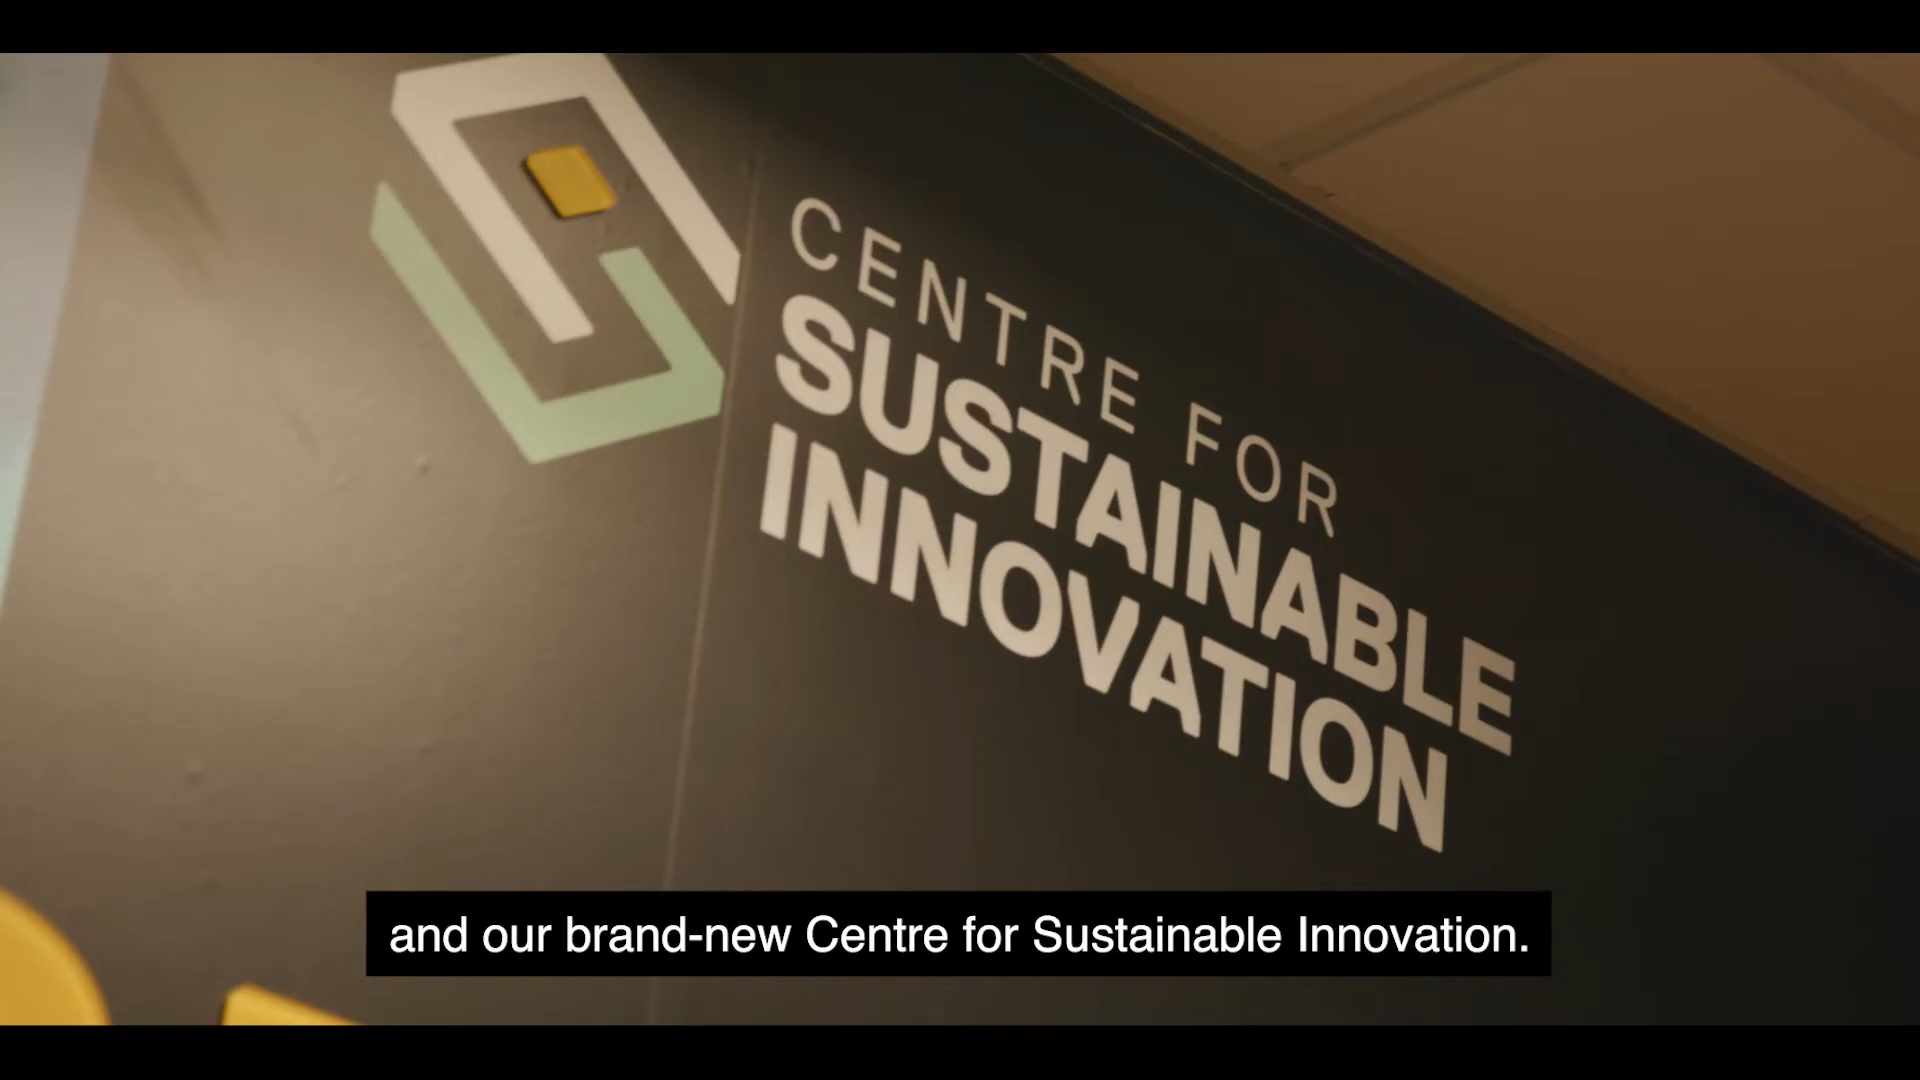 CENTRE FOR
SUSTAINABLE
INNOVATION
and our brand-new Centre for Sustainable Innovation.